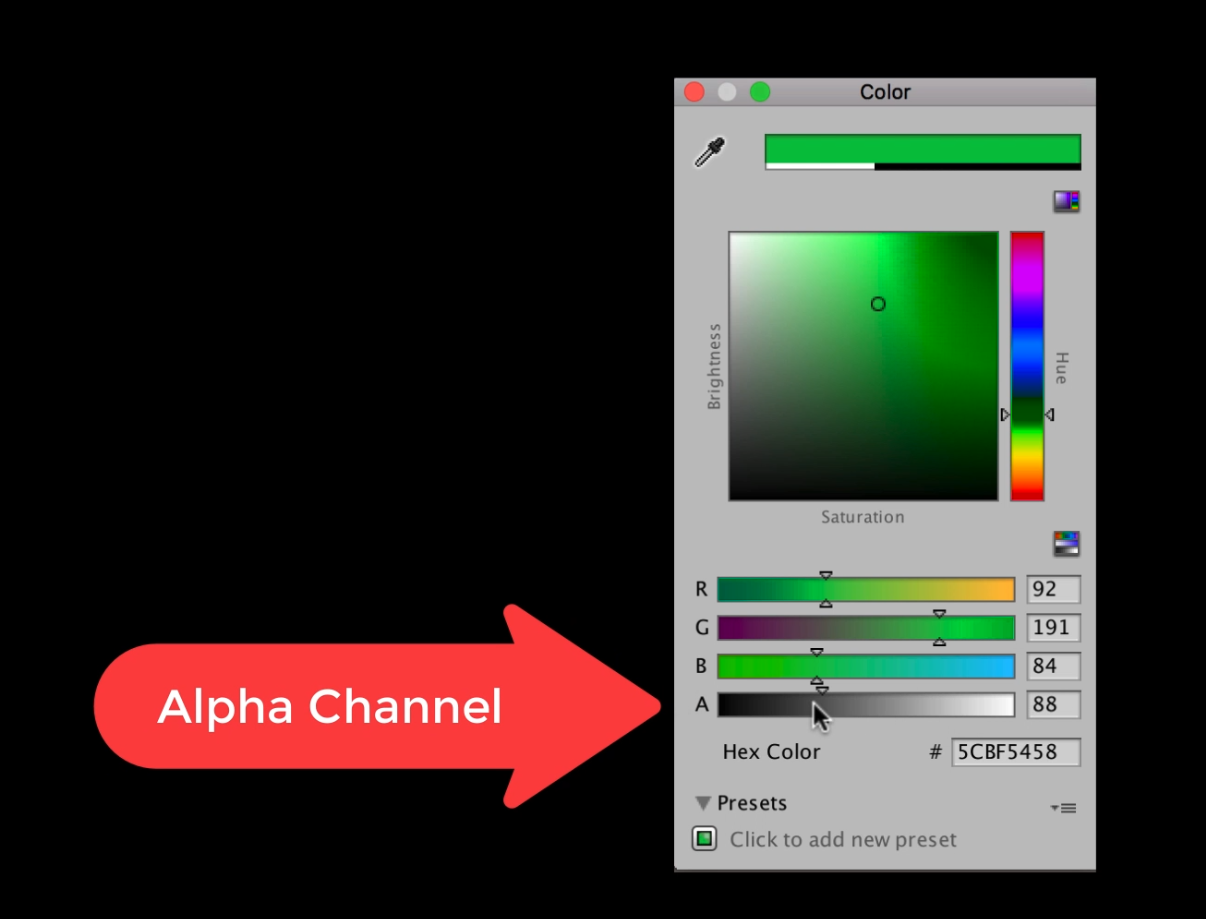 Color
Brightness
Hue
Saturation
R 92
G 191
B 84
A 88
Alpha Channel
Hex Color # 5CBF5458
Presets
Click to add new preset